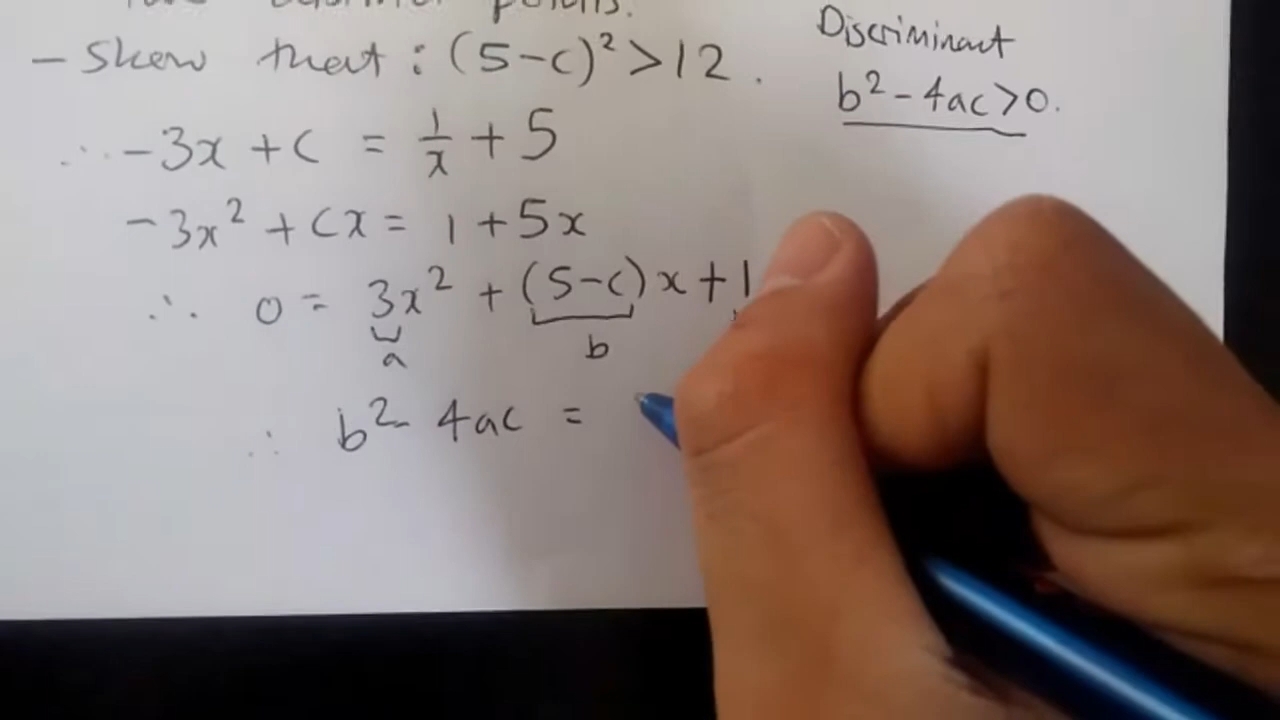 points.
- Show that : (5-c)² > 12 .
Discriminant
b² - 4ac > 0.
∴ -3x + c = 1/x + 5
-3x² + cx = 1 + 5x
∴ 0 = 3x² + (5-c)x + 1
a b
∴ b² - 4ac =